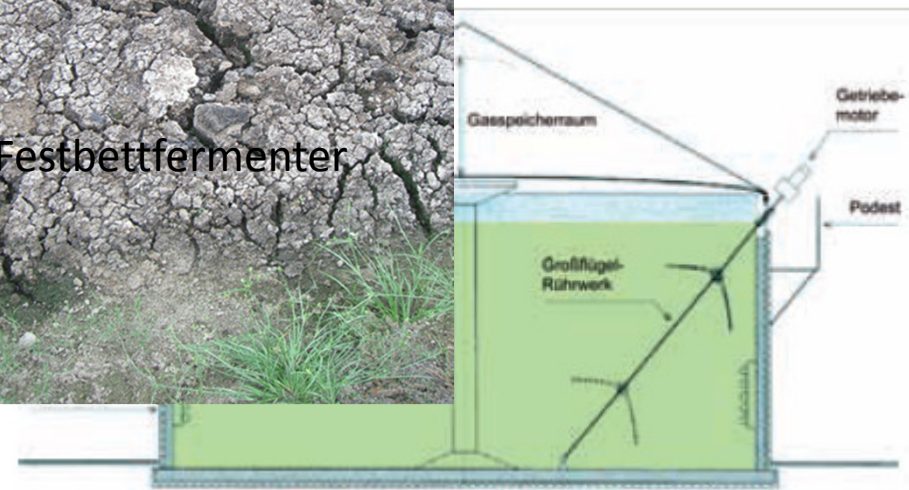 Getriebe-
motor
Gasspeicherraum
Festbettfermenter
Podest
Großflügel-
Rührwerk